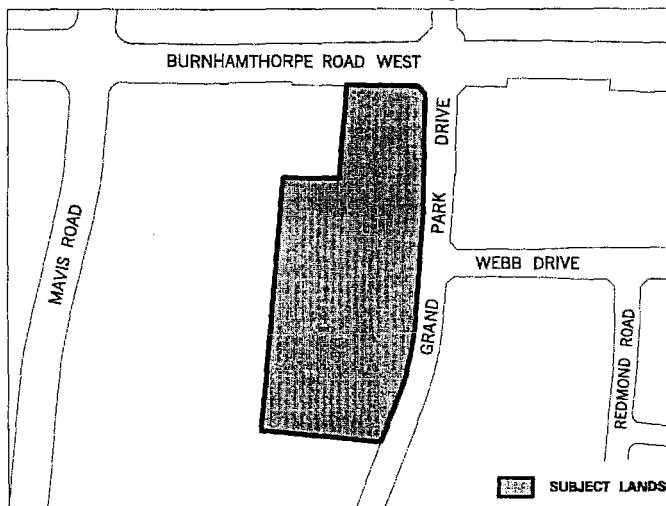 BURNHAMTHORPE ROAD WEST
MAVIS ROAD
GRAND PARK DRIVE
WEBB DRIVE
REDMOND ROAD
SUBJECT LANDS